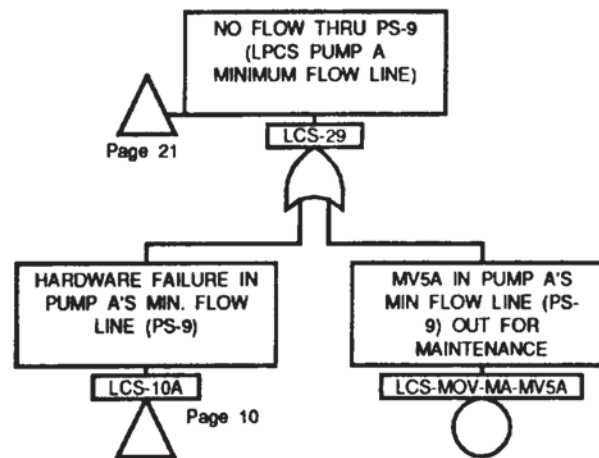 NO FLOW THRU PS-9
(LPCS PUMP A
MINIMUM FLOW LINE)
Page 21
LCS-29
HARDWARE FAILURE IN
PUMP A'S MIN. FLOW
LINE (PS-9)
LCS-10A
Page 10
MV5A IN PUMP A'S
MIN FLOW LINE (PS-
9) OUT FOR
MAINTENANCE
LCS-MOV-MA-MV5A